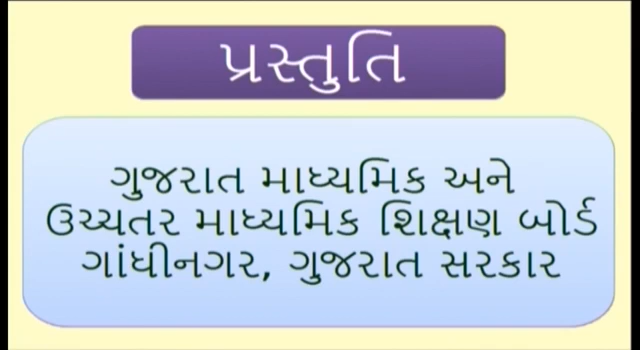 પ્રસ્તુતિ
ગુજરાત માધ્યમિક અને
ઉચ્ચતર માધ્યમિક શિક્ષણ બોર્ડ
ગાંધીનગર, ગુજરાત સરકાર